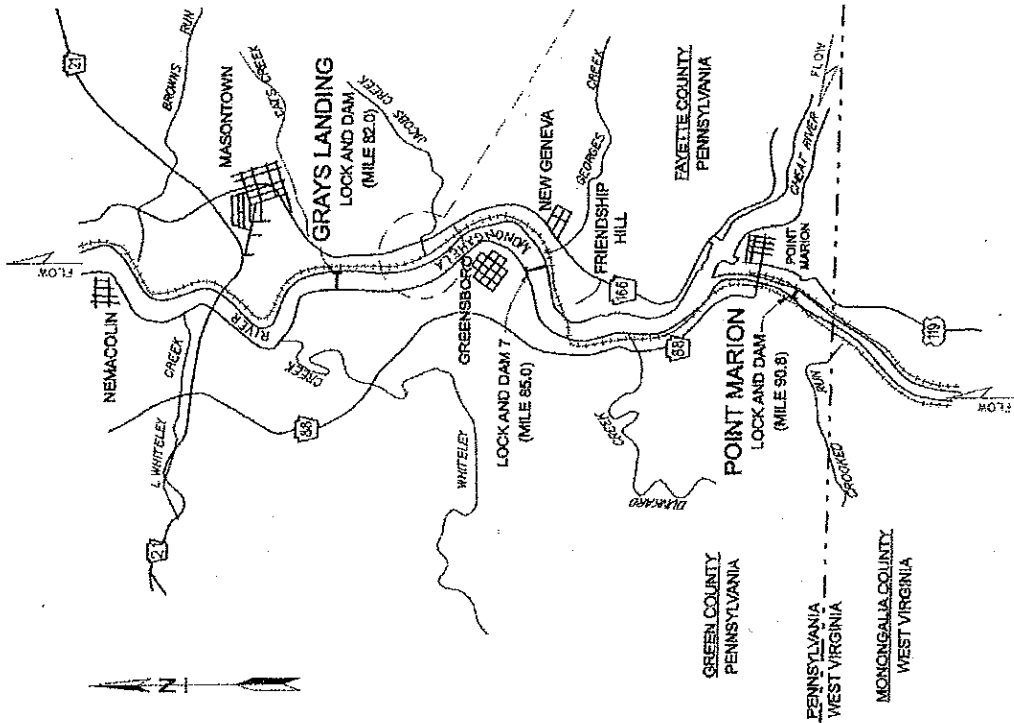 FLOW
NEMACOLIN
21
BROWNS RUN
MASONTOWN
CATS CREEK
GRAYS LANDING
LOCK AND DAM
(MILE 82.0)
JACOBS CREEK
L. WHITELEY
CREEK
21
RIVER
MONONGAHELA
CREEK
88
WHITELEY
GREENSBORO
LOCK AND DAM 7
(MILE 85.0)
NEW GENEVA
GEORGES
CREEK
FRIENDSHIP
HILL
166
FAYETTE COUNTY
PENNSYLVANIA
CREEK
DUNKARD
88
CHEAT RIVER
FLOW
POINT
MARION
POINT MARION
LOCK AND DAM
(MILE 90.8)
CROOKED
RUN
119
FLOW
GREEN COUNTY
PENNSYLVANIA
PENNSYLVANIA
WEST VIRGINIA
MONONGALIA COUNTY
WEST VIRGINIA
N